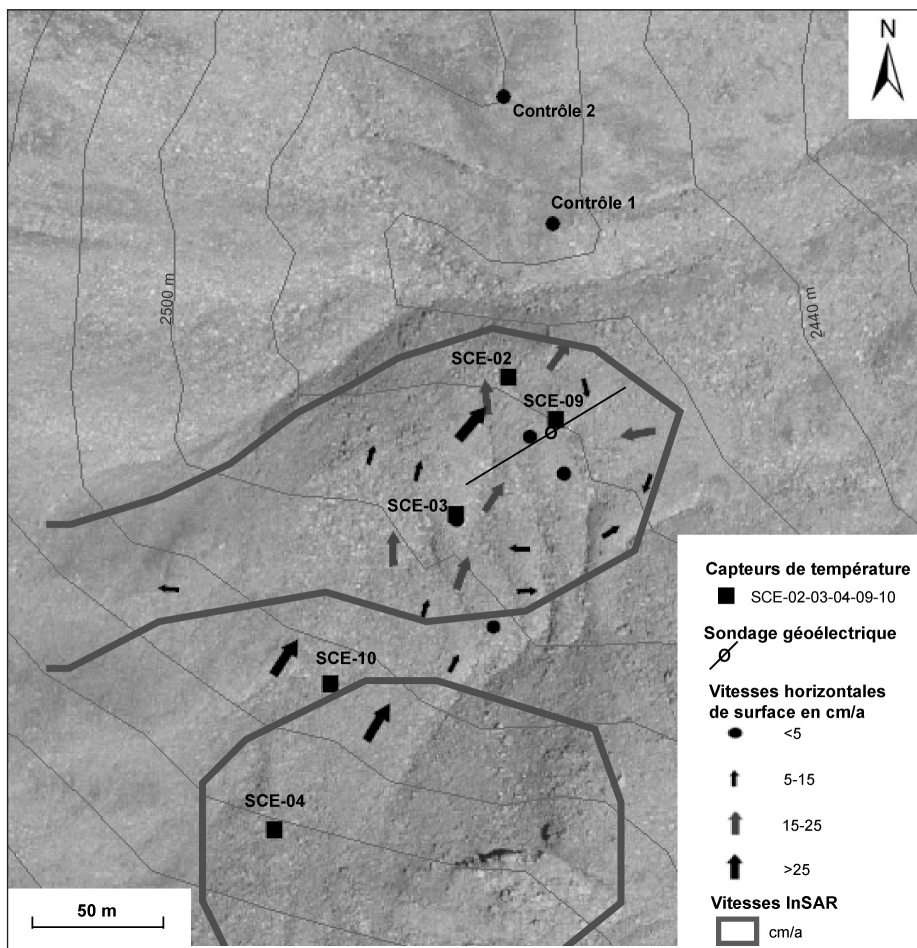 N
Contrôle 2
Contrôle 1
2500 m
2440 m
SCE-02
SCE-09
SCE-03
SCE-10
SCE-04
50 m
Capteurs de température
SCE-02-03-04-09-10
Sondage géoélectrique
Vitesses horizontales
de surface en cm/a
<5
5-15
15-25
>25
Vitesses InSAR
cm/a